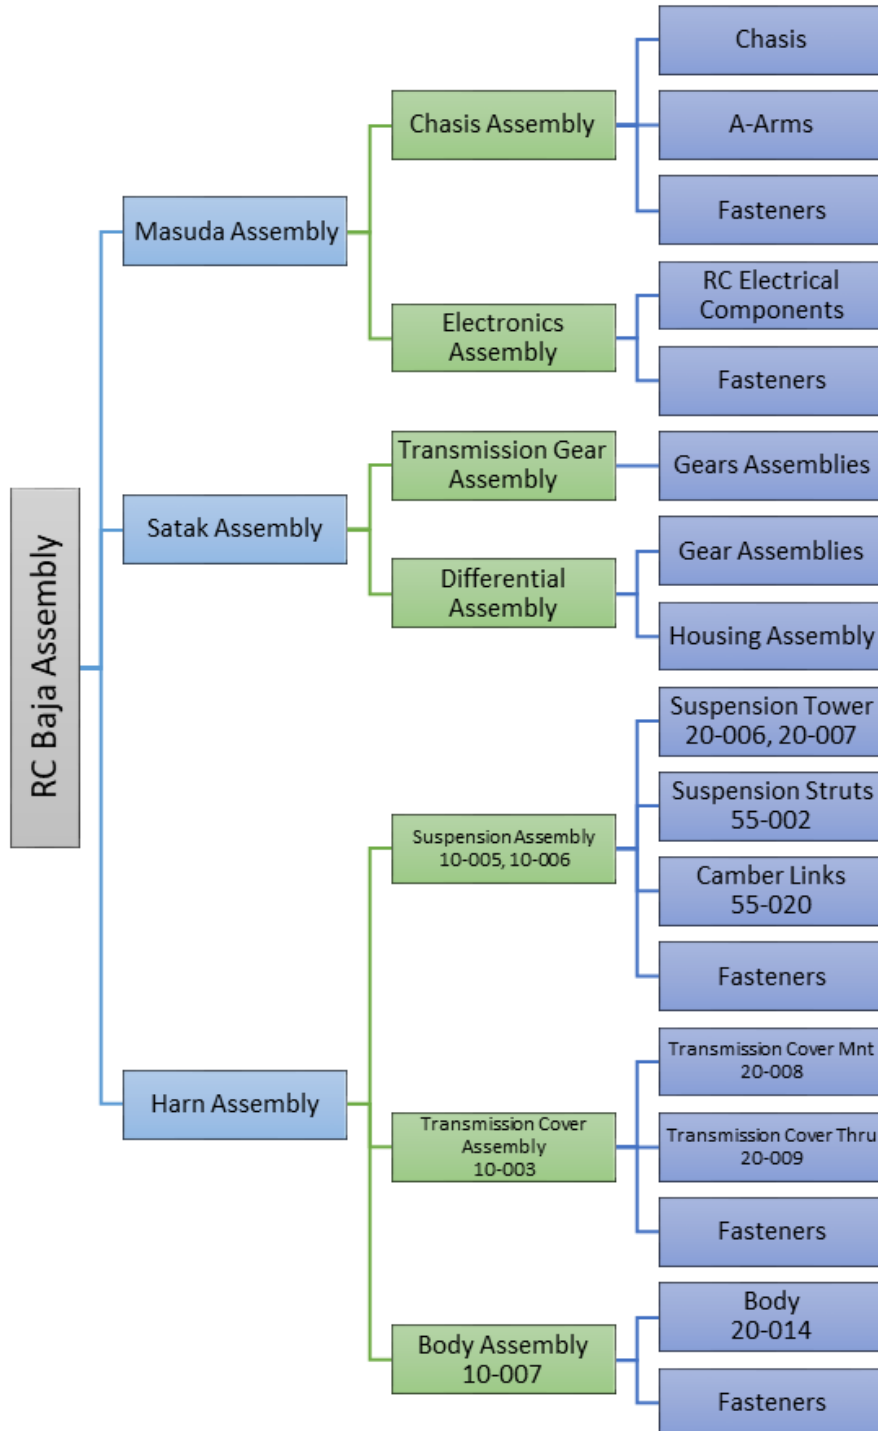 RC Baja Assembly
Masuda Assembly
Chasis Assembly
Chasis
A-Arms
Fasteners
Electronics
Assembly
RC Electrical
Components
Fasteners
Satak Assembly
Transmission Gear
Assembly
Gears Assemblies
Differential
Assembly
Gear Assemblies
Housing Assembly
Harn Assembly
Suspension Assembly
10-005, 10-006
Suspension Tower
20-006, 20-007
Suspension Struts
55-002
Camber Links
55-020
Fasteners
Transmission Cover
Assembly
10-003
Transmission Cover Mnt
20-008
Transmission Cover Thru
20-009
Fasteners
Body Assembly
10-007
Body
20-014
Fasteners